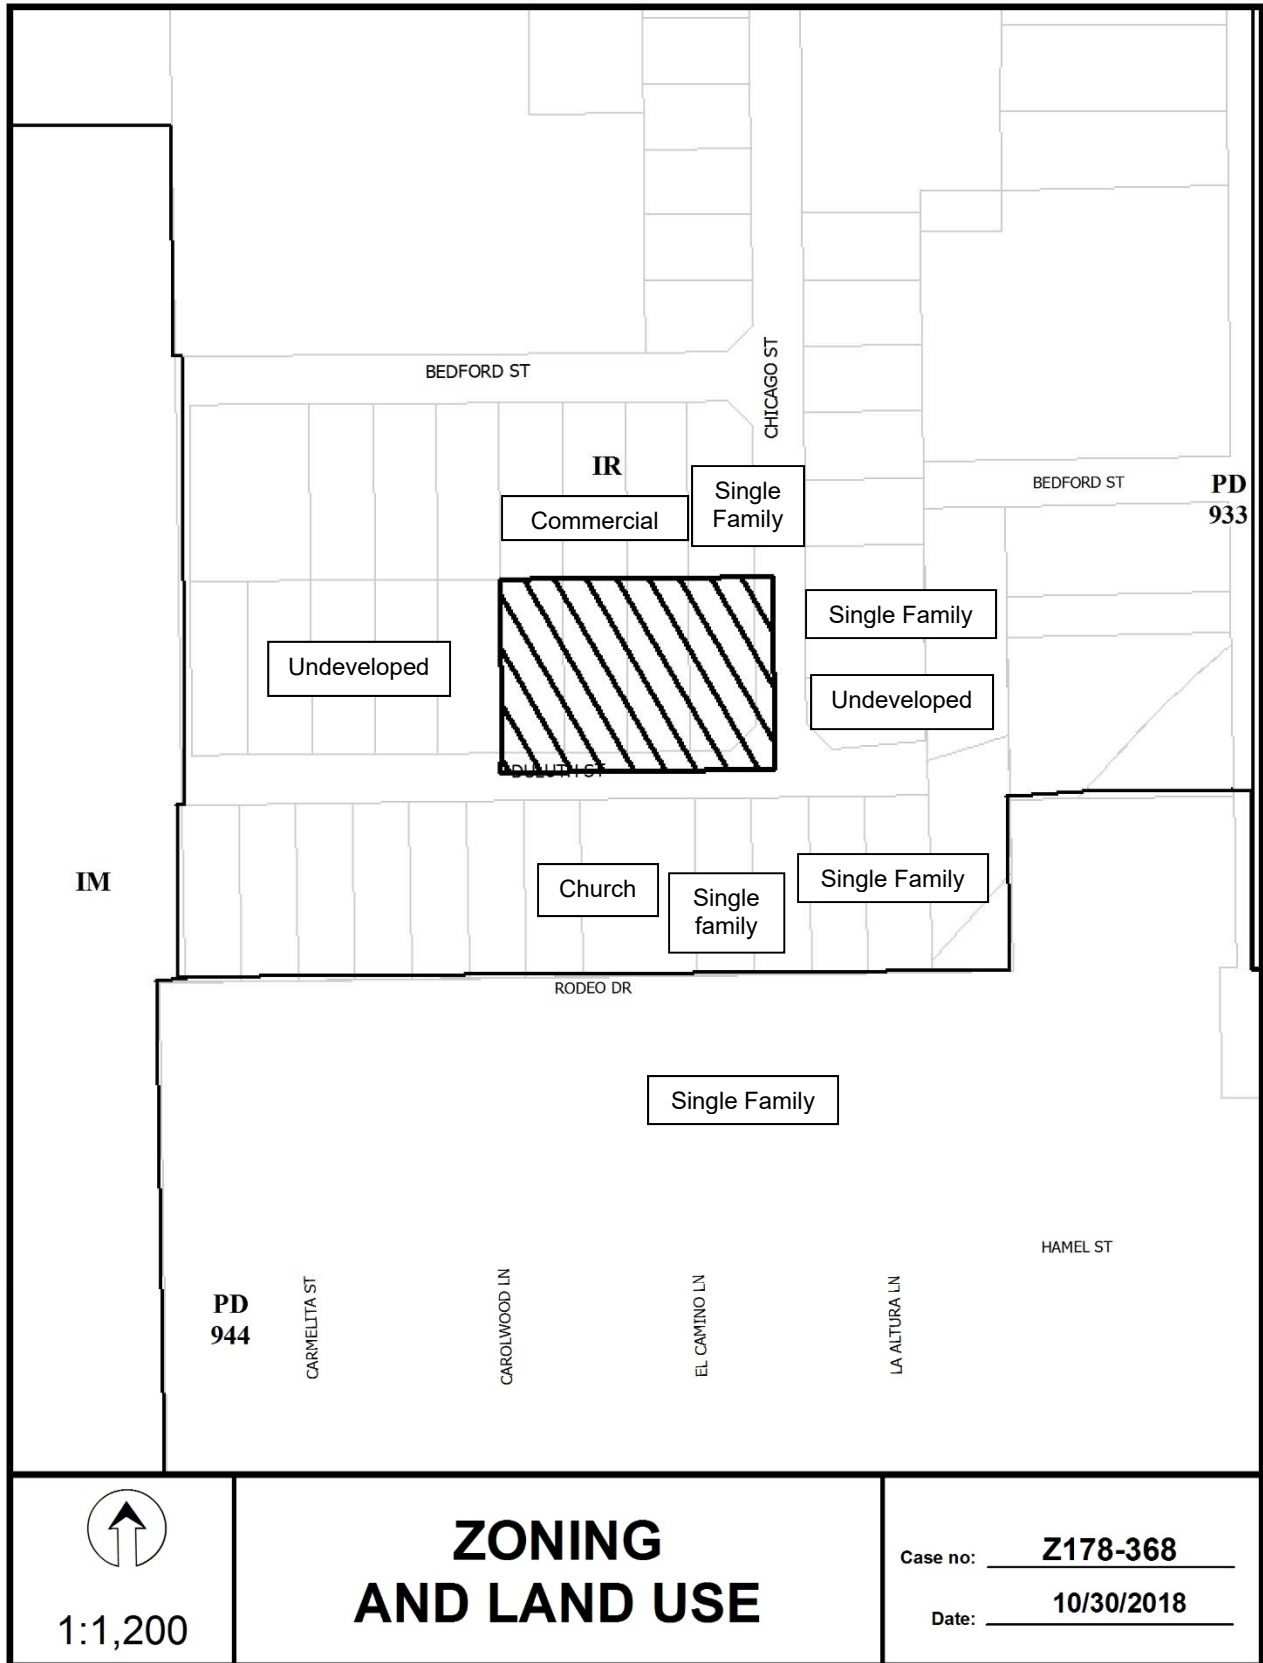 BEDFORD ST
CHICAGO ST
IR
Commercial
Single
Family
BEDFORD ST
PD
933
Single Family
Undeveloped
Undeveloped
DULUTH ST
IM
Church
Single
family
Single Family
RODEO DR
Single Family
HAMEL ST
PD
944
CARMELITA ST
CAROLWOOD LN
EL CAMINO LN
LA ALTURA LN
1:1,200
ZONING
AND LAND USE
Case no: Z178-368
Date: 10/30/2018